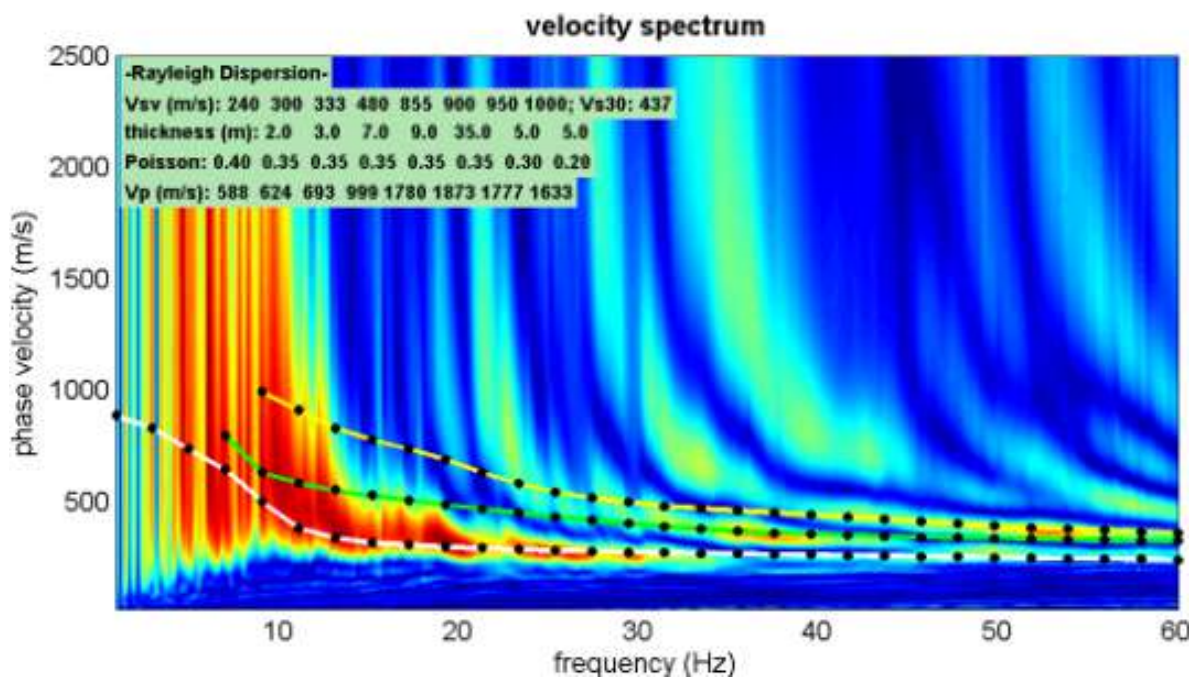 velocity spectrum
2500
2000
1500
1000
500
phase velocity (m/s)
-Rayleigh Dispersion-
Vsv (m/s): 240 300 333 480 855 900 950 1000; Vs30: 437
thickness (m): 2.0 3.0 7.0 9.0 35.0 5.0 5.0
Poisson: 0.40 0.35 0.35 0.35 0.35 0.35 0.30 0.20
Vp (m/s): 588 624 693 999 1780 1873 1777 1633
10 20 30 40 50 60
frequency (Hz)